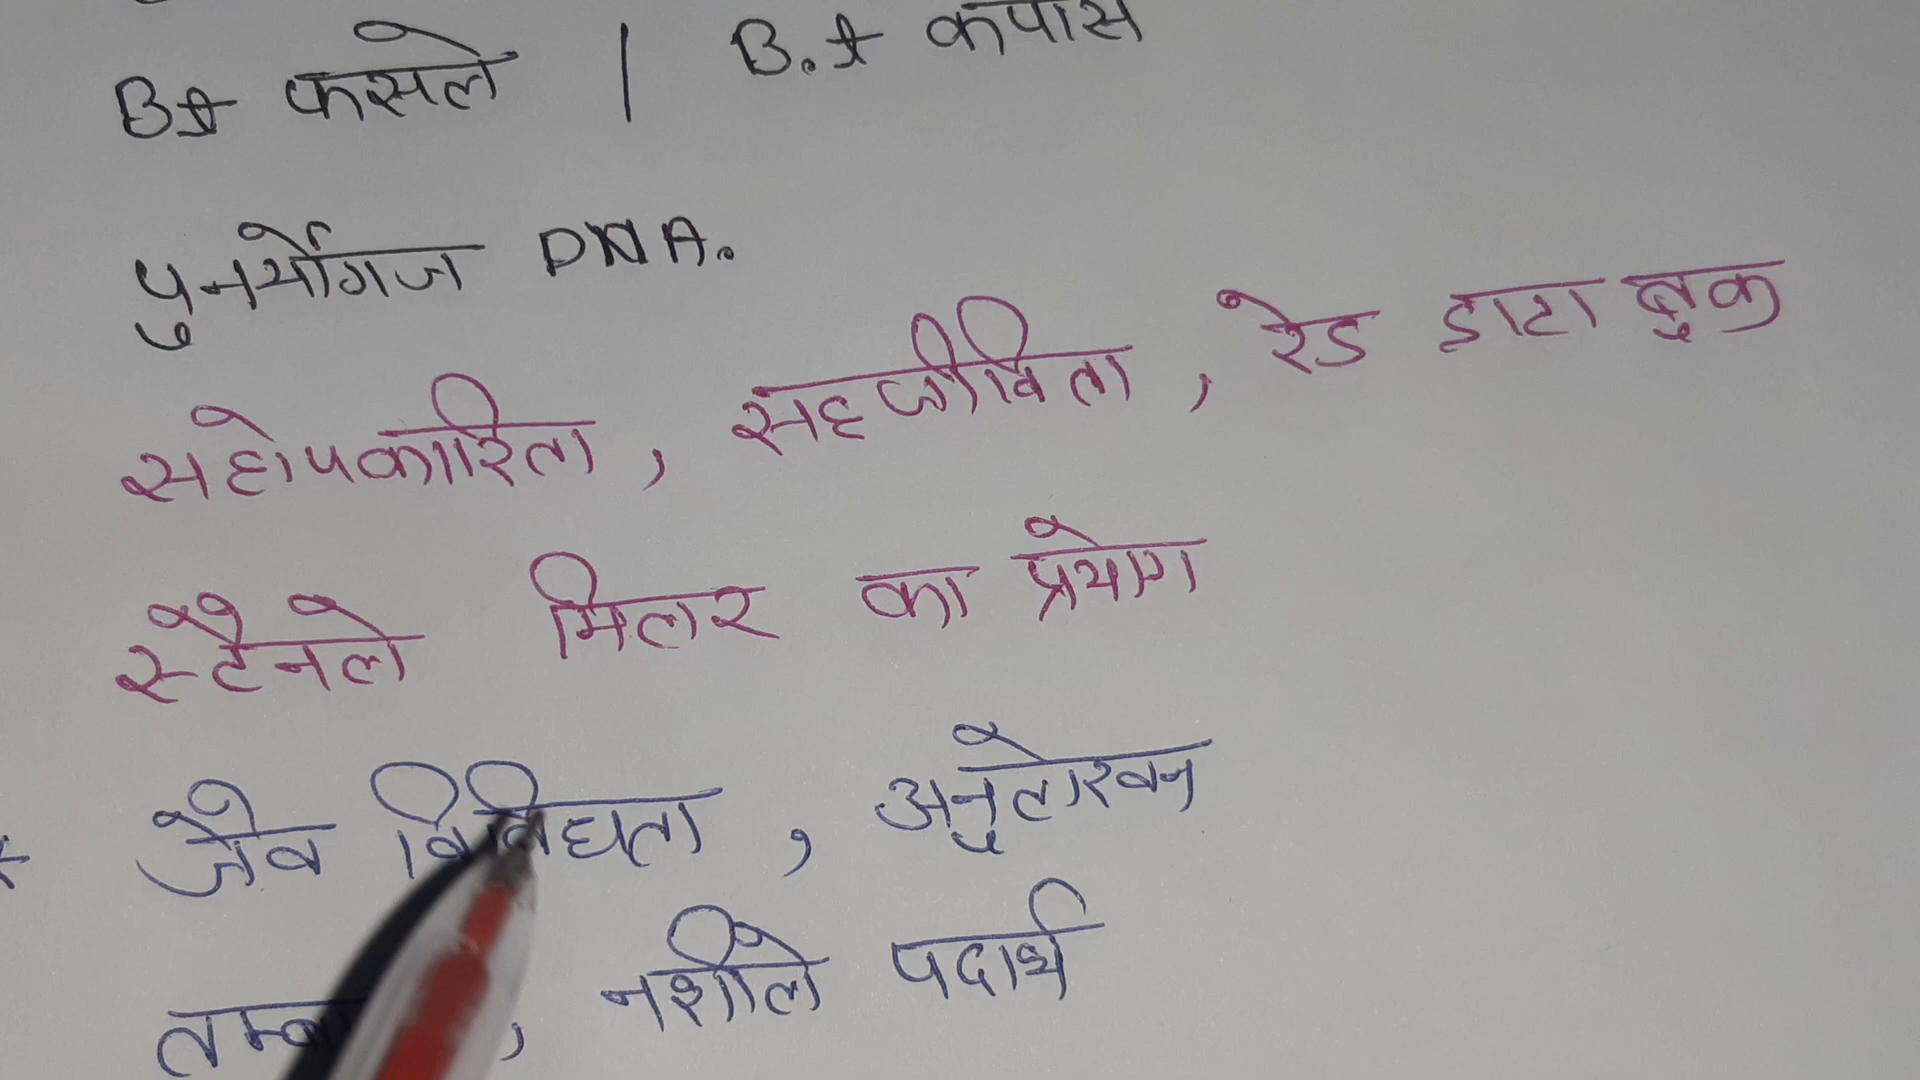 Bt फसले | B.t कपास
पुनर्योगज DNA.
सहोपकारिता, सहजीविता, रेड डाटा बुक
स्टैनले मिलर का प्रयोग
जैव विविधता, अनुलेखन
, नशीले पदार्थ